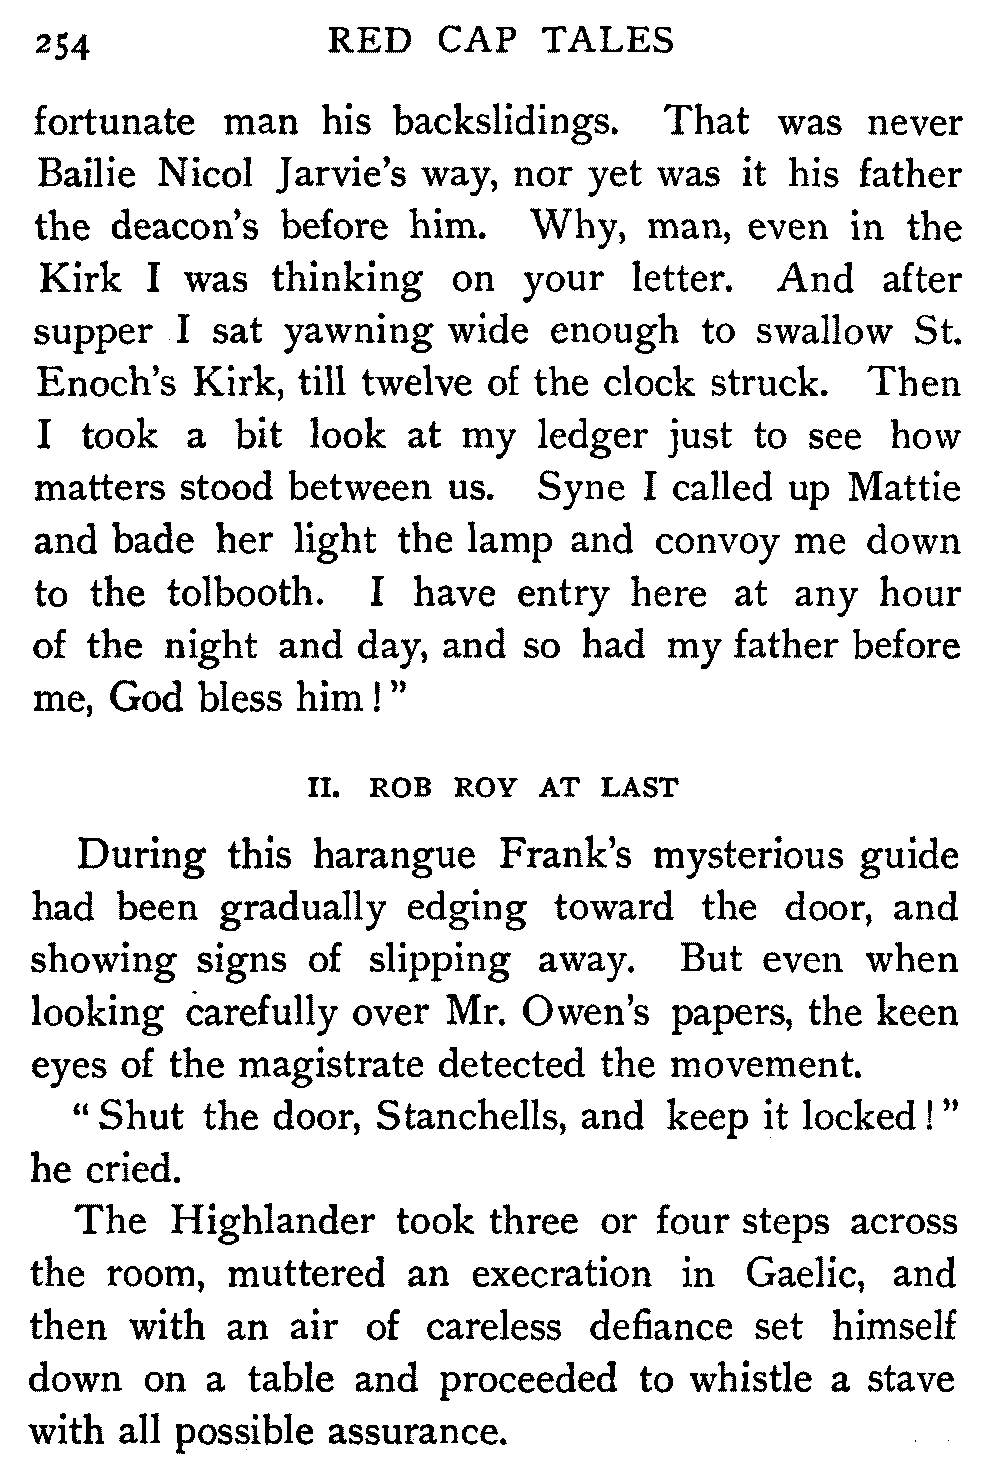 254 RED CAP TALES
fortunate man his backslidings. That was never
Bailie Nicol Jarvie's way, nor yet was it his father
the deacon's before him. Why, man, even in the
Kirk I was thinking on your letter. And after
supper I sat yawning wide enough to swallow St.
Enoch's Kirk, till twelve of the clock struck. Then
I took a bit look at my ledger just to see how
matters stood between us. Syne I called up Mattie
and bade her light the lamp and convoy me down
to the tolbooth. I have entry here at any hour
of the night and day, and so had my father before
me, God bless him!"
II. ROB ROY AT LAST
During this harangue Frank's mysterious guide
had been gradually edging toward the door, and
showing signs of slipping away. But even when
looking carefully over Mr. Owen's papers, the keen
eyes of the magistrate detected the movement.
"Shut the door, Stanchells, and keep it locked!"
he cried.
The Highlander took three or four steps across
the room, muttered an execration in Gaelic, and
then with an air of careless defiance set himself
down on a table and proceeded to whistle a stave
with all possible assurance.